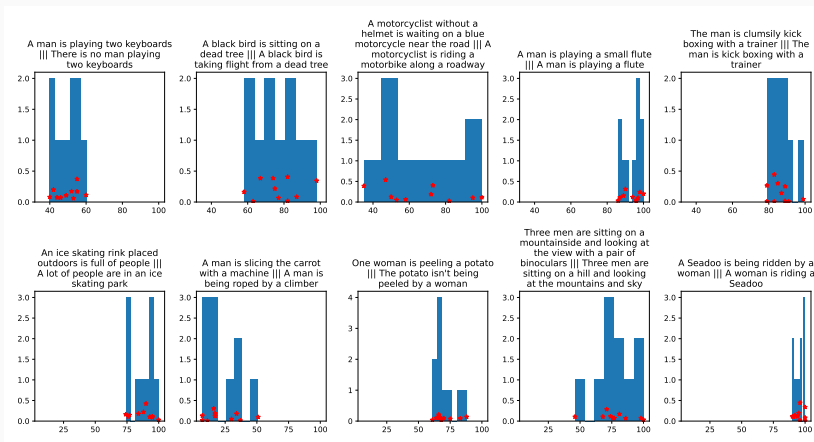 A man is playing two keyboards
||| There is no man playing
two keyboards
A black bird is sitting on a
dead tree ||| A black bird is
taking flight from a dead tree
A motorcyclist without a
helmet is waiting on a blue
motorcycle near the road ||| A
motorcyclist is riding a
motorbike along a roadway
A man is playing a small flute
||| A man is playing a flute
The man is clumsily kick
boxing with a trainer ||| The
man is kick boxing with a
trainer
2.0
1.5
1.0
0.5
0.0
40
60
80
100
2.0
1.5
1.0
0.5
0.0
40
60
80
100
3.0
2.5
2.0
1.5
1.0
0.5
0.0
40
60
80
100
3.0
2.5
2.0
1.5
1.0
0.5
0.0
40
60
80
100
2.0
1.5
1.0
0.5
0.0
40
60
80
100
An ice skating rink placed
outdoors is full of people |||
A lot of people are in an ice
skating park
A man is slicing the carrot
with a machine ||| A man is
being roped by a climber
One woman is peeling a potato
||| The potato isn't being
peeled by a woman
Three men are sitting on a
mountainside and looking at
the view with a pair of
binoculars ||| Three men are
sitting on a hill and looking
at the mountains and sky
A Seadoo is being ridden by a
woman ||| A woman is riding a
Seadoo
3.0
2.5
2.0
1.5
1.0
0.5
0.0
25
50
75
100
3.0
2.5
2.0
1.5
1.0
0.5
0.0
25
50
75
100
4
3
2
1
0
25
50
75
100
3.0
2.5
2.0
1.5
1.0
0.5
0.0
25
50
75
100
3.0
2.5
2.0
1.5
1.0
0.5
0.0
25
50
75
100